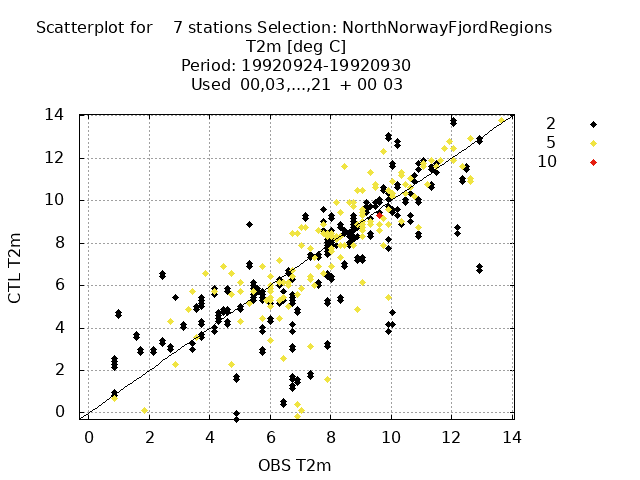 Scatterplot for    7 stations Selection: NorthNorwayFjordRegions
T2m [deg C]
Period: 19920924-19920930
Used  00,03,...,21  + 00 03
14
12
10
8
6
4
2
0
CTL T2m
2
5
10
0 2 4 6 8 10 12 14
OBS T2m